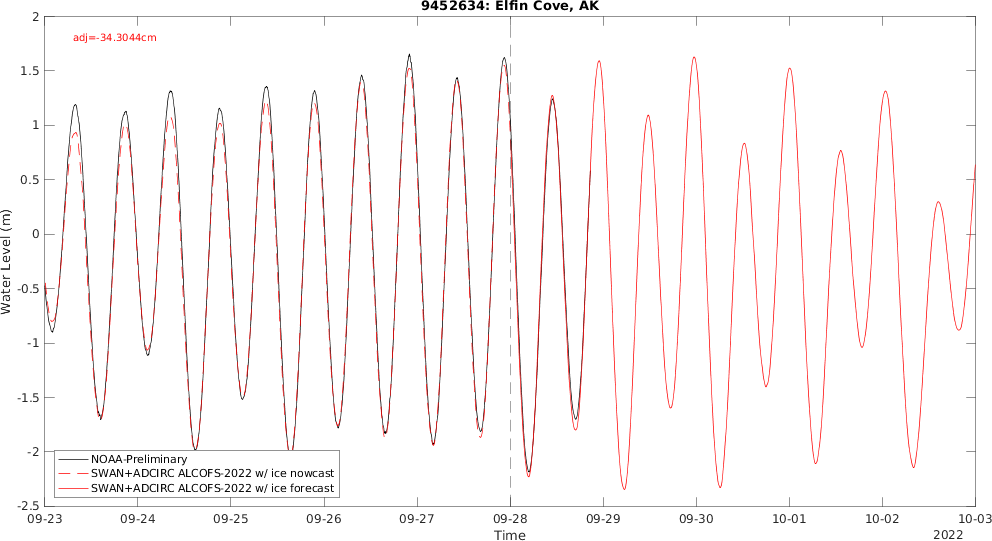 9452634: Elfin Cove, AK
adj=-34.3044cm
2
1.5
1
0.5
0
-0.5
-1
-1.5
-2
-2.5
Water Level (m)
NOAA-Preliminary
SWAN+ADCIRC ALCOFS-2022 w/ ice nowcast
SWAN+ADCIRC ALCOFS-2022 w/ ice forecast
09-23 09-24 09-25 09-26 09-27 09-28 09-29 09-30 10-01 10-02 10-03
Time
2022